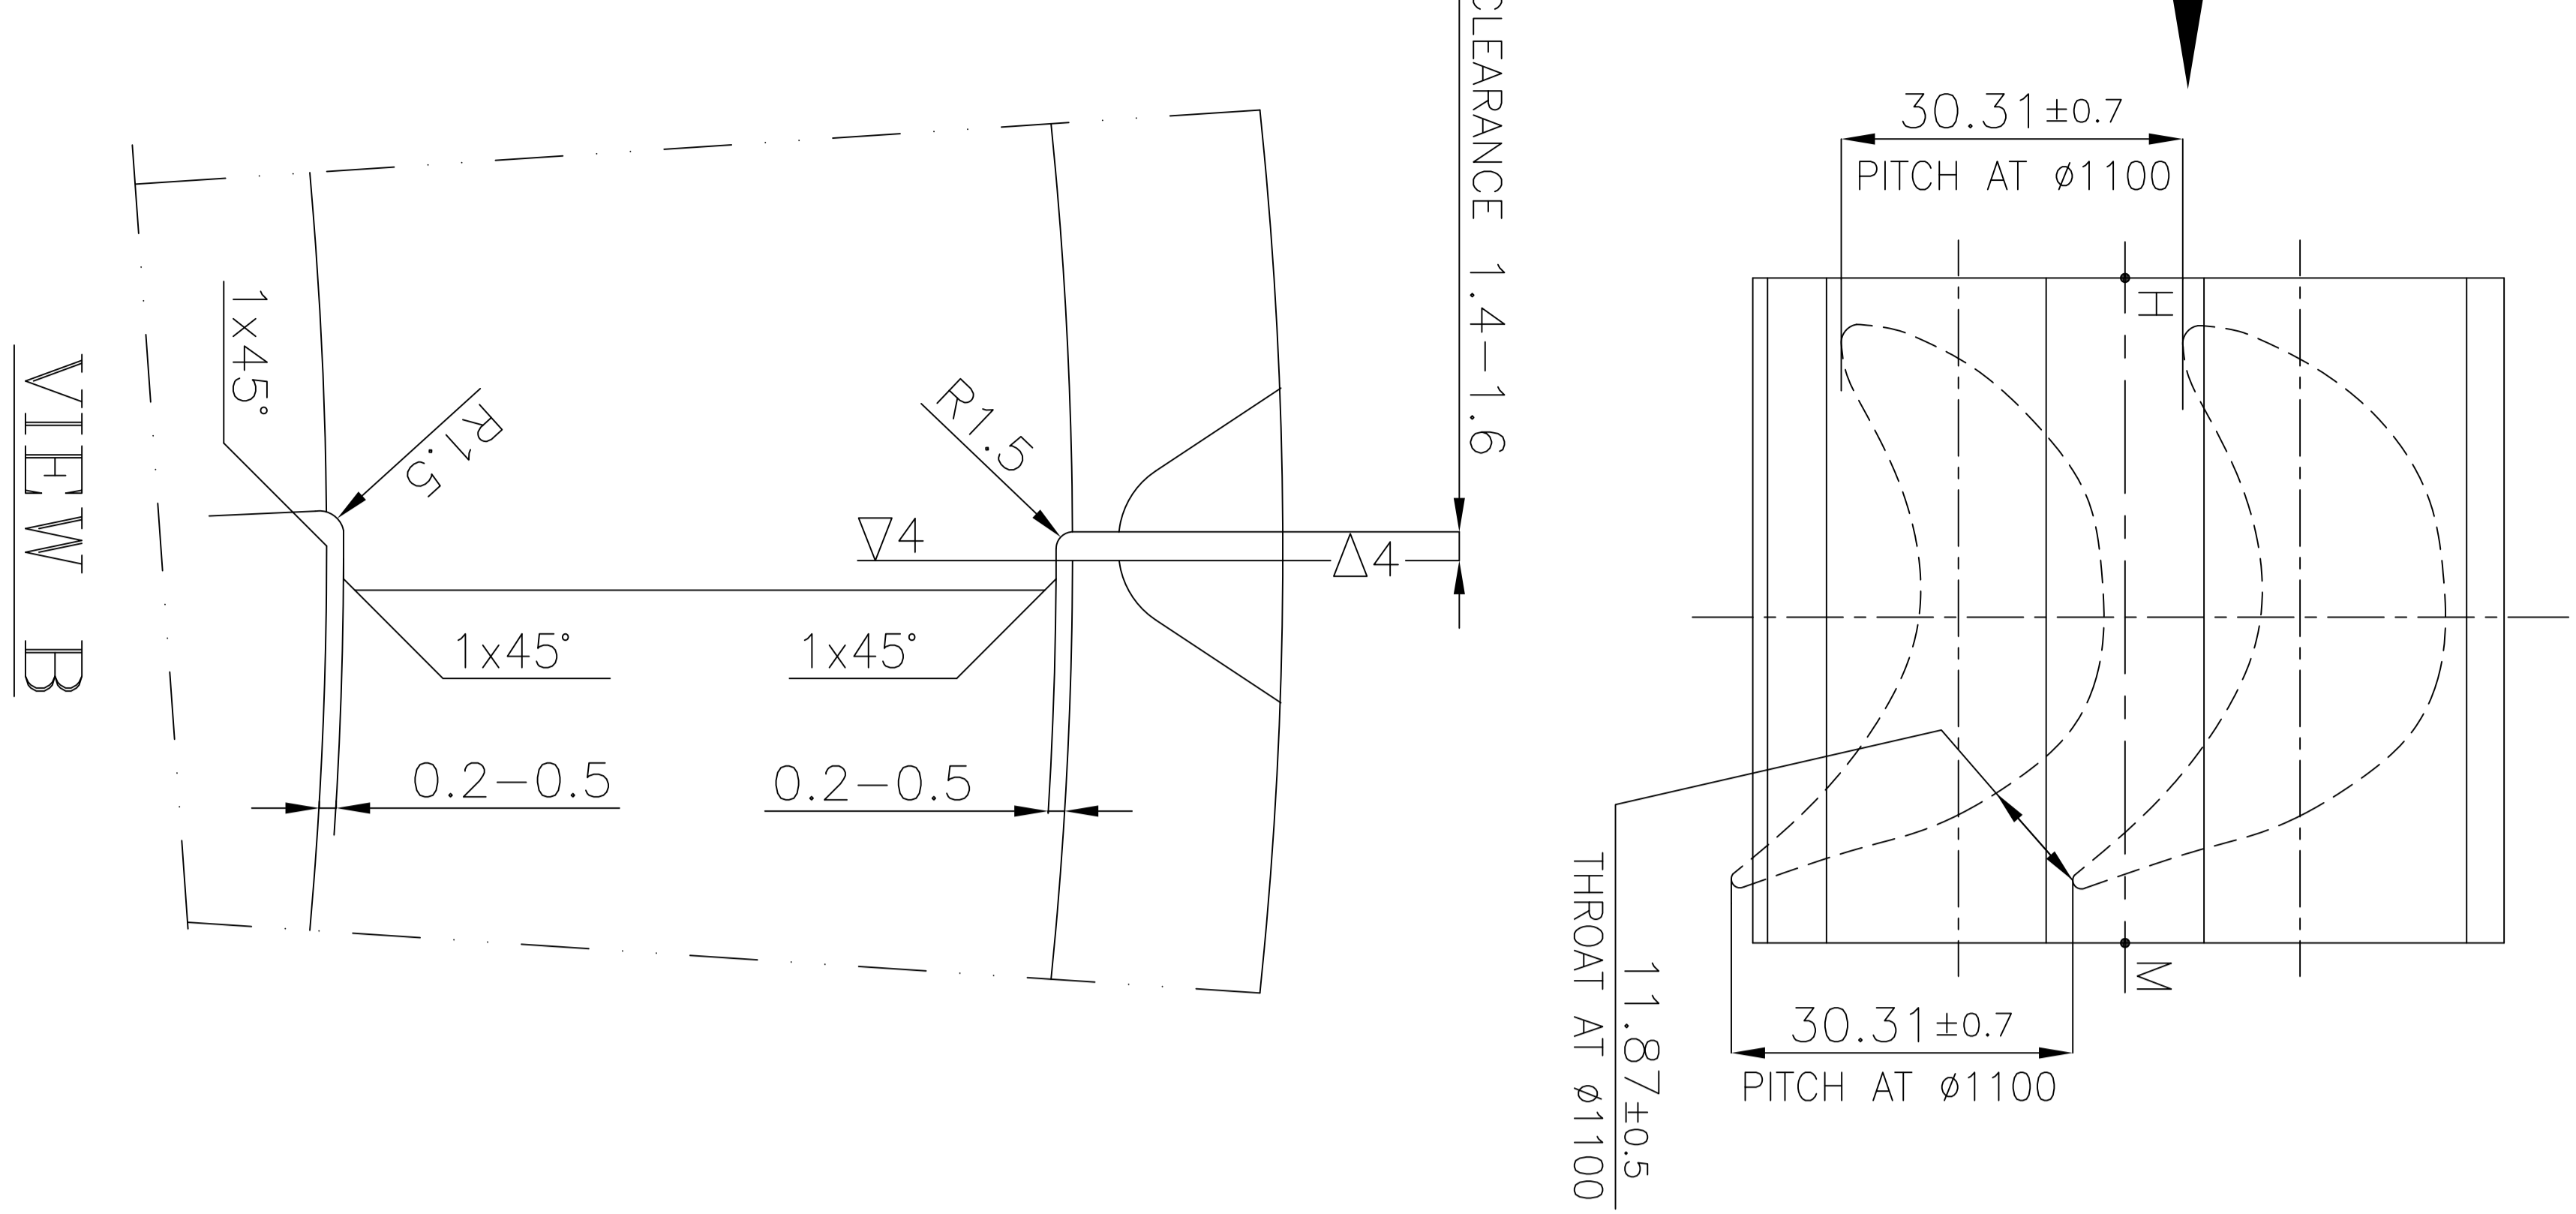 CLEARANCE 1.4-1.6
30.31±0.7
PITCH AT ø1100
H
1x45°
R1.5
R1.5
▽4
△4
1x45°
1x45°
0.2-0.5
0.2-0.5
VIEW B
M
11.87±0.5
THROAT AT ø1100
30.31±0.7
PITCH AT ø1100